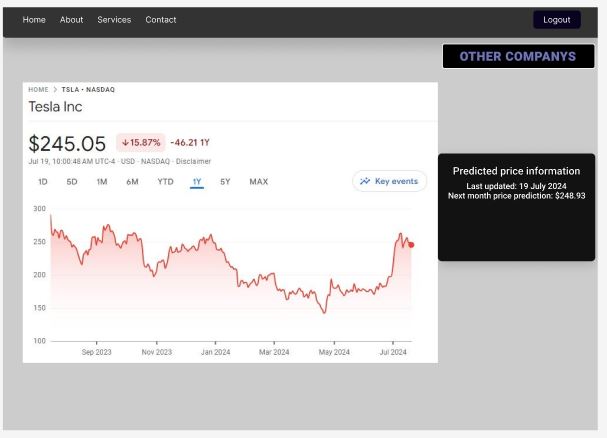 Home About Services Contact Logout
OTHER COMPANYS
HOME > TSLA • NASDAQ
Tesla Inc
$245.05 ↓15.87% -46.21 1Y
Jul 19, 10:00:48 AM UTC-4 · USD · NASDAQ · Disclaimer
1D 5D 1M 6M YTD 1Y 5Y MAX Key events
Predicted price information
Last updated: 19 July 2024
Next month price prediction: $248.93
300
250
200
150
100
Sep 2023 Nov 2023 Jan 2024 Mar 2024 May 2024 Jul 2024